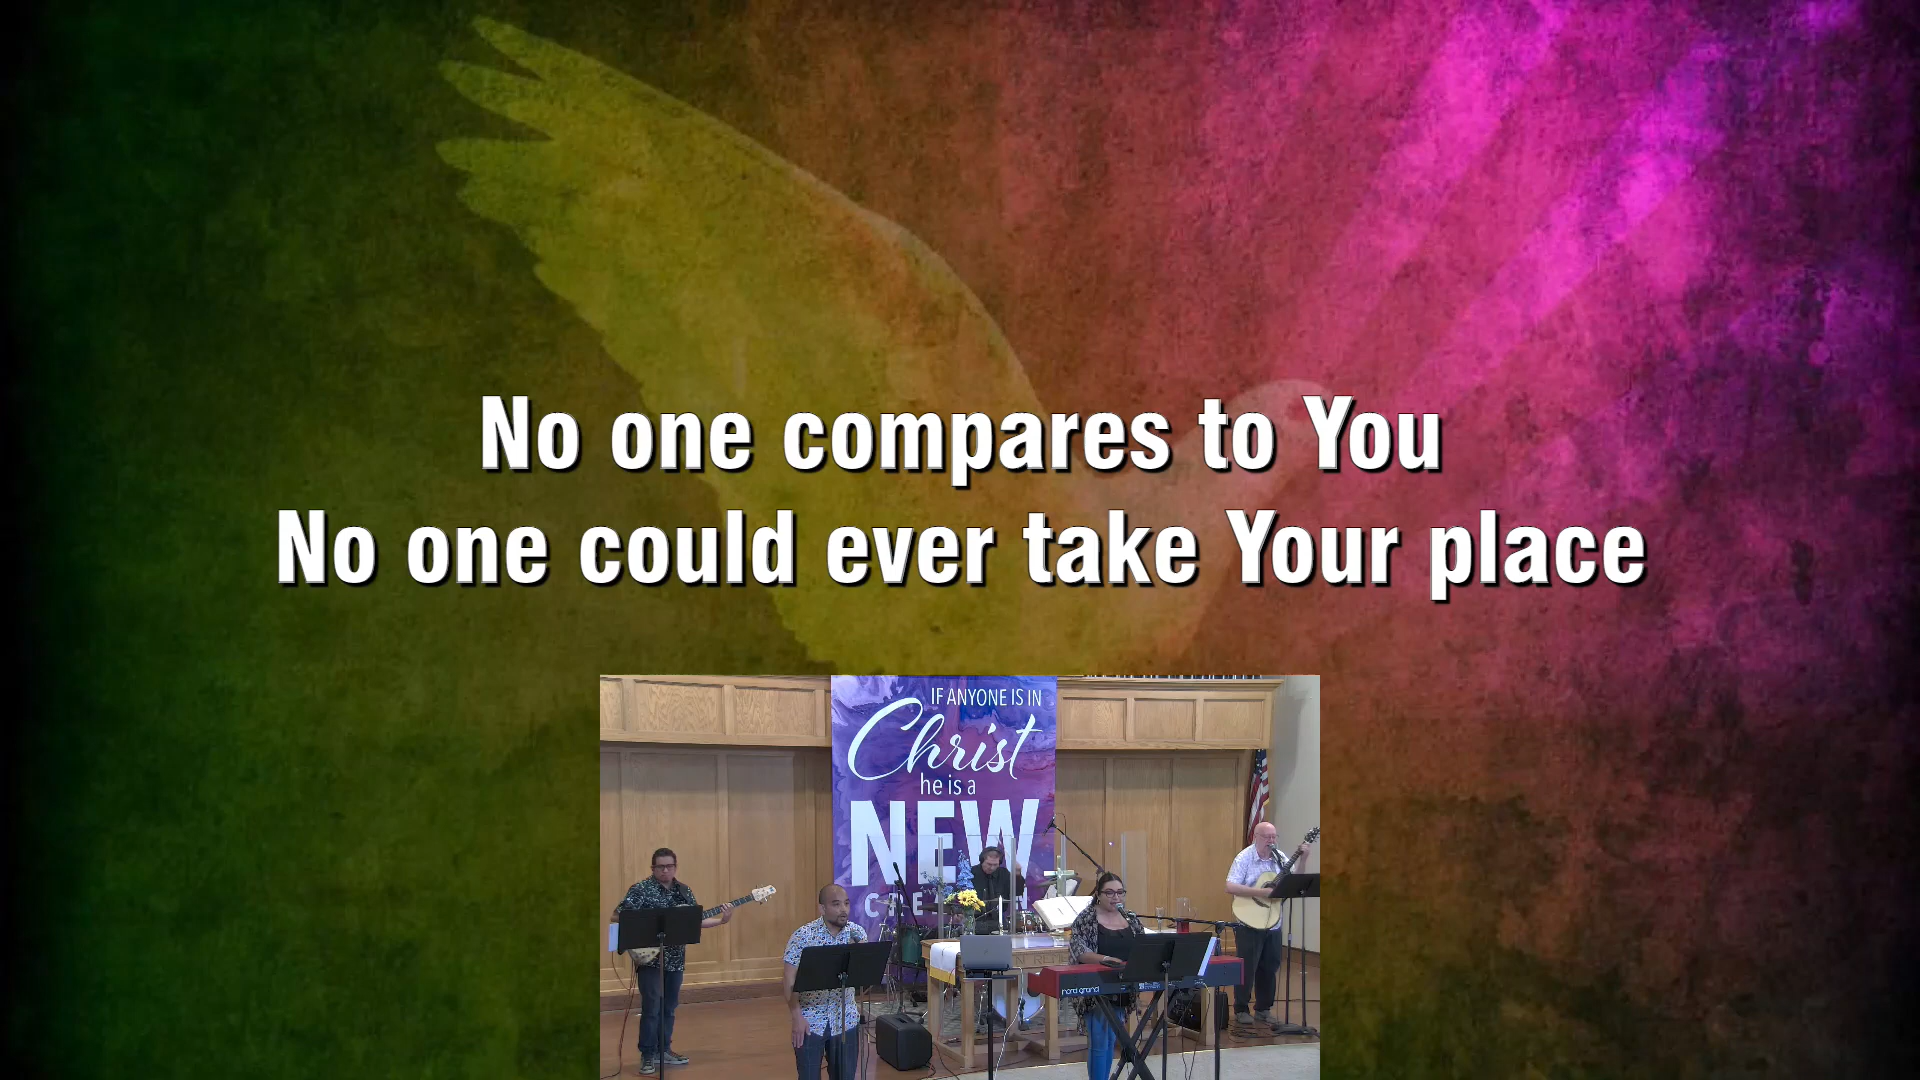 No one compares to You
No one could ever take Your place
IF ANYONE IS IN
Christ
he is a
NEW
nord grand